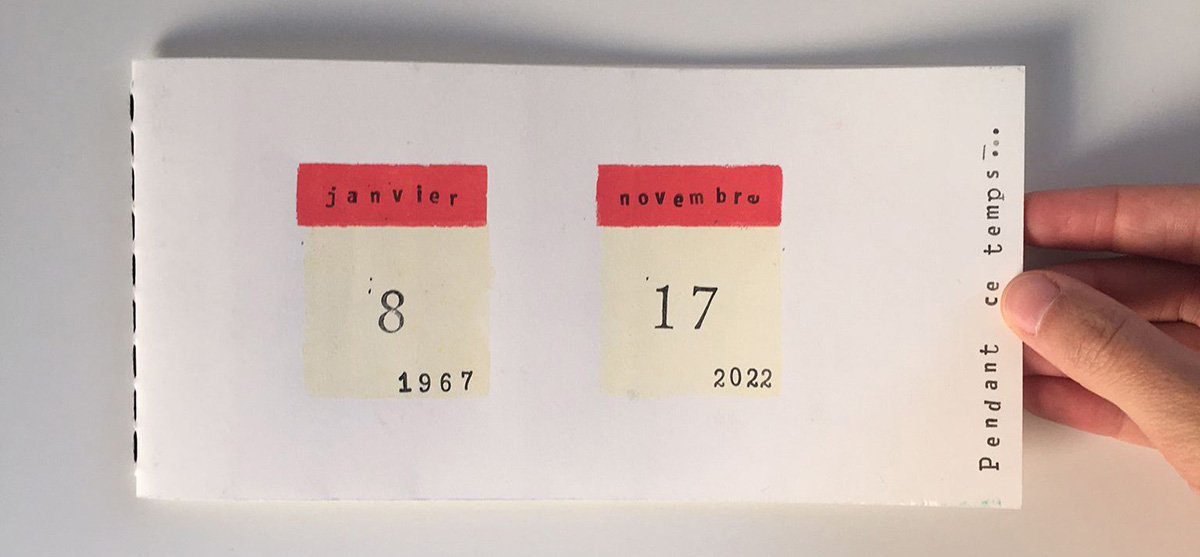 janvier
8
1967
novembre
17
2022
Pendant ce temps...